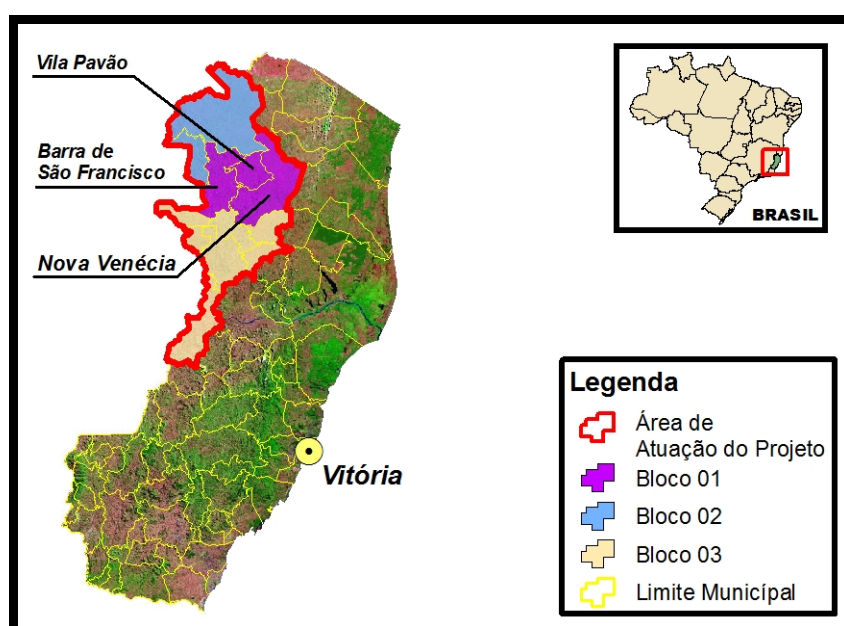 Vila Pavão
Barra de
São Francisco
Nova Venécia
Vitória
BRASIL
Legenda
Área de
Atuação do Projeto
Bloco 01
Bloco 02
Bloco 03
Limite Municípal